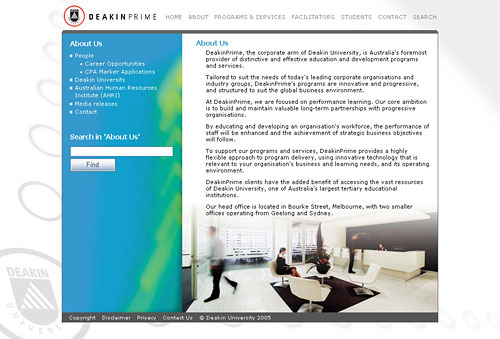 DEAKINPRIME HOME ABOUT PROGRAMS & SERVICES FACILITATORS STUDENTS CONTACT SEARCH
About Us
People
Career Opportunities
CPA Marker Applications
Deakin University
Australian Human Resources
Institute (AHRI)
Media releases
Contact
Search in 'About Us'
Find
About Us
DeakinPrime, the corporate arm of Deakin University, is Australia's foremost
provider of distinctive and effective education and development programs
and services.
Tailored to suit the needs of today's leading corporate organisations and
industry groups, DeakinPrime's programs are innovative and progressive,
and structured to suit the global business environment.
At DeakinPrime, we are focused on performance learning. Our core ambition
is to build and maintain valuable long-term partnerships with progressive
organisations.
By educating and developing an organisation's workforce, the performance of
staff will be enhanced and the achievement of strategic business objectives
will follow.
To support our programs and services, DeakinPrime provides a highly
flexible approach to program delivery, using innovative technology that is
relevant to your organisation's business and learning needs, and its operating
environment.
DeakinPrime clients have the added benefit of accessing the vast resources
of Deakin University, one of Australia's largest tertiary educational
institutions.
Our head office is located in Bourke Street, Melbourne, with two smaller
offices operating from Geelong and Sydney.
DEAKIN
UNIVERS
Copyright Disclaimer Privacy Contact Us © Deakin University 2005